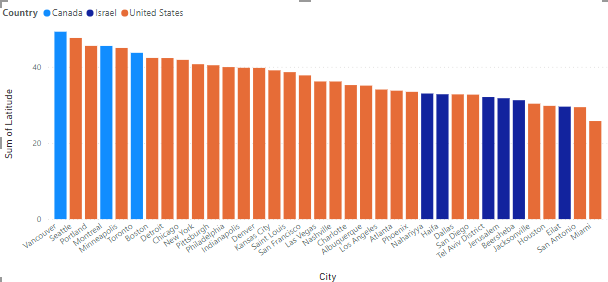 Country Canada Israel United States
Sum of Latitude
40
20
0
Vancouver
Seattle
Portland
Montreal
Minneapolis
Toronto
Boston
Detroit
Chicago
New York
Pittsburgh
Philadelphia
Indianapolis
Denver
Kansas City
Saint Louis
San Francisco
Las Vegas
Nashville
Charlotte
Albuquerque
Los Angeles
Atlanta
Phoenix
Nahariyya
Haifa
Dallas
San Diego
Tel Aviv District
Jerusalem
Beersheba
Jacksonville
Houston
Eilat
San Antonio
Miami
City